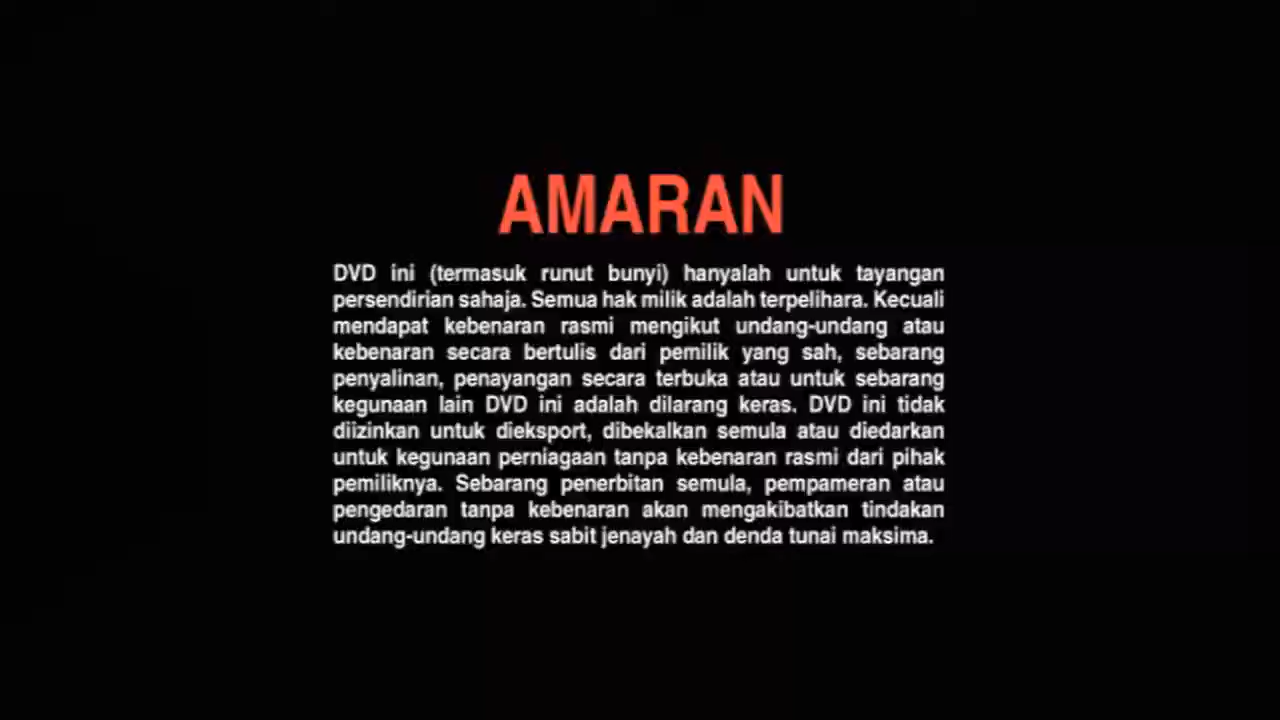 AMARAN
DVD ini (termasuk runut bunyi) hanyalah untuk tayangan
persendirian sahaja. Semua hak milik adalah terpelihara. Kecuali
mendapat kebenaran rasmi mengikut undang-undang atau
kebenaran secara bertulis dari pemilik yang sah, sebarang
penyalinan, penayangan secara terbuka atau untuk sebarang
kegunaan lain DVD ini adalah dilarang keras. DVD ini tidak
diizinkan untuk dieksport, dibekalkan semula atau diedarkan
untuk kegunaan perniagaan tanpa kebenaran rasmi dari pihak
pemiliknya. Sebarang penerbitan semula, pempameran atau
pengedaran tanpa kebenaran akan mengakibatkan tindakan
undang-undang keras sabit jenayah dan denda tunai maksima.